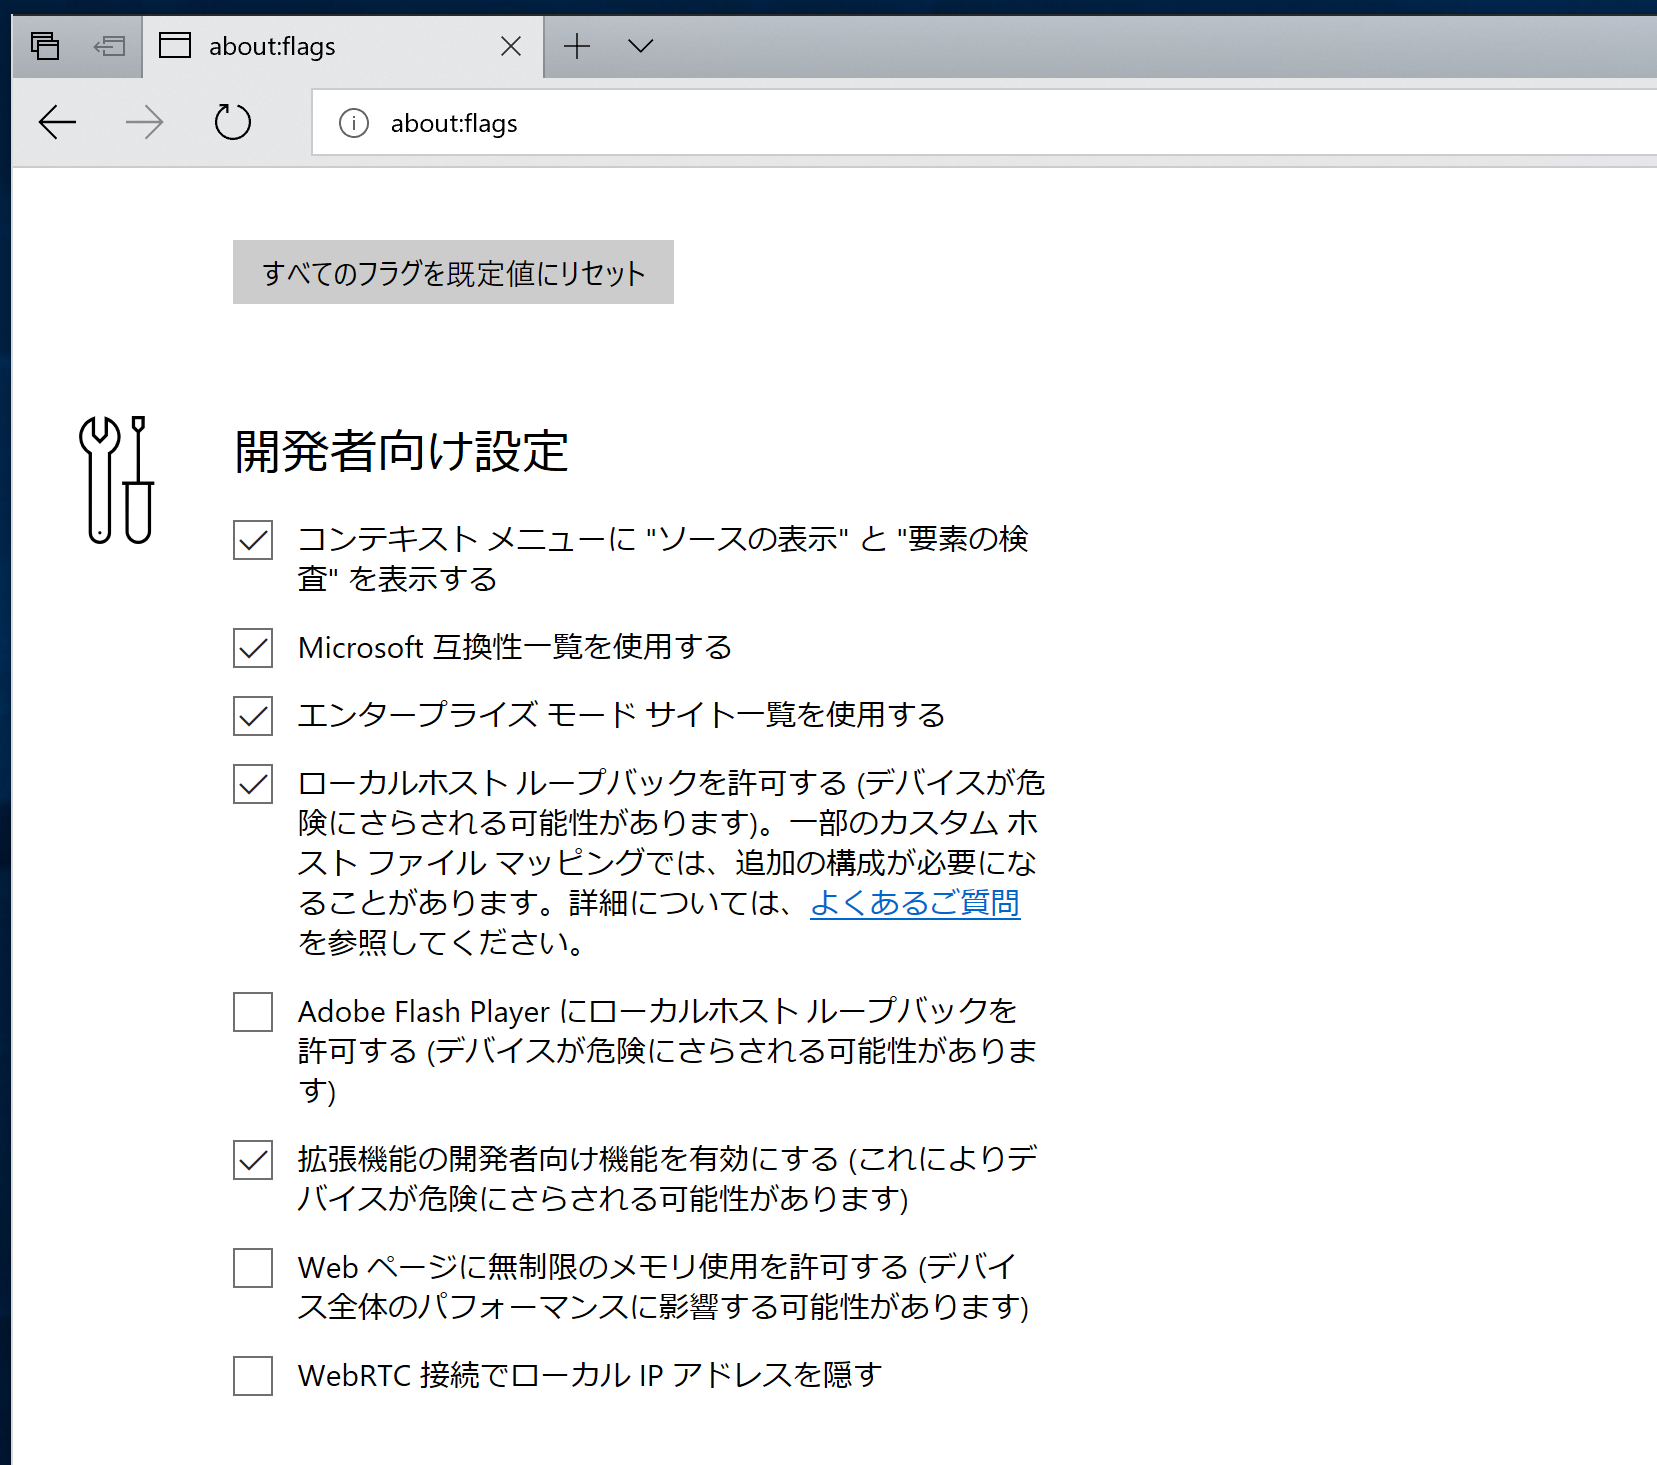 about:flags
about:flags
すべてのフラグを既定値にリセット
開発者向け設定
コンテキスト メニューに "ソースの表示" と "要素の検
査" を表示する
Microsoft 互換性一覧を使用する
エンタープライズ モード サイト一覧を使用する
ローカルホスト ループバックを許可する (デバイスが危
険にさらされる可能性があります)。一部のカスタム ホ
スト ファイル マッピングでは、追加の構成が必要にな
ることがあります。詳細については、よくあるご質問
を参照してください。
Adobe Flash Player にローカルホスト ループバックを
許可する (デバイスが危険にさらされる可能性がありま
す)
拡張機能の開発者向け機能を有効にする (これによりデ
バイスが危険にさらされる可能性があります)
Web ページに無制限のメモリ使用を許可する (デバイ
ス全体のパフォーマンスに影響する可能性があります)
WebRTC 接続でローカル IP アドレスを隠す